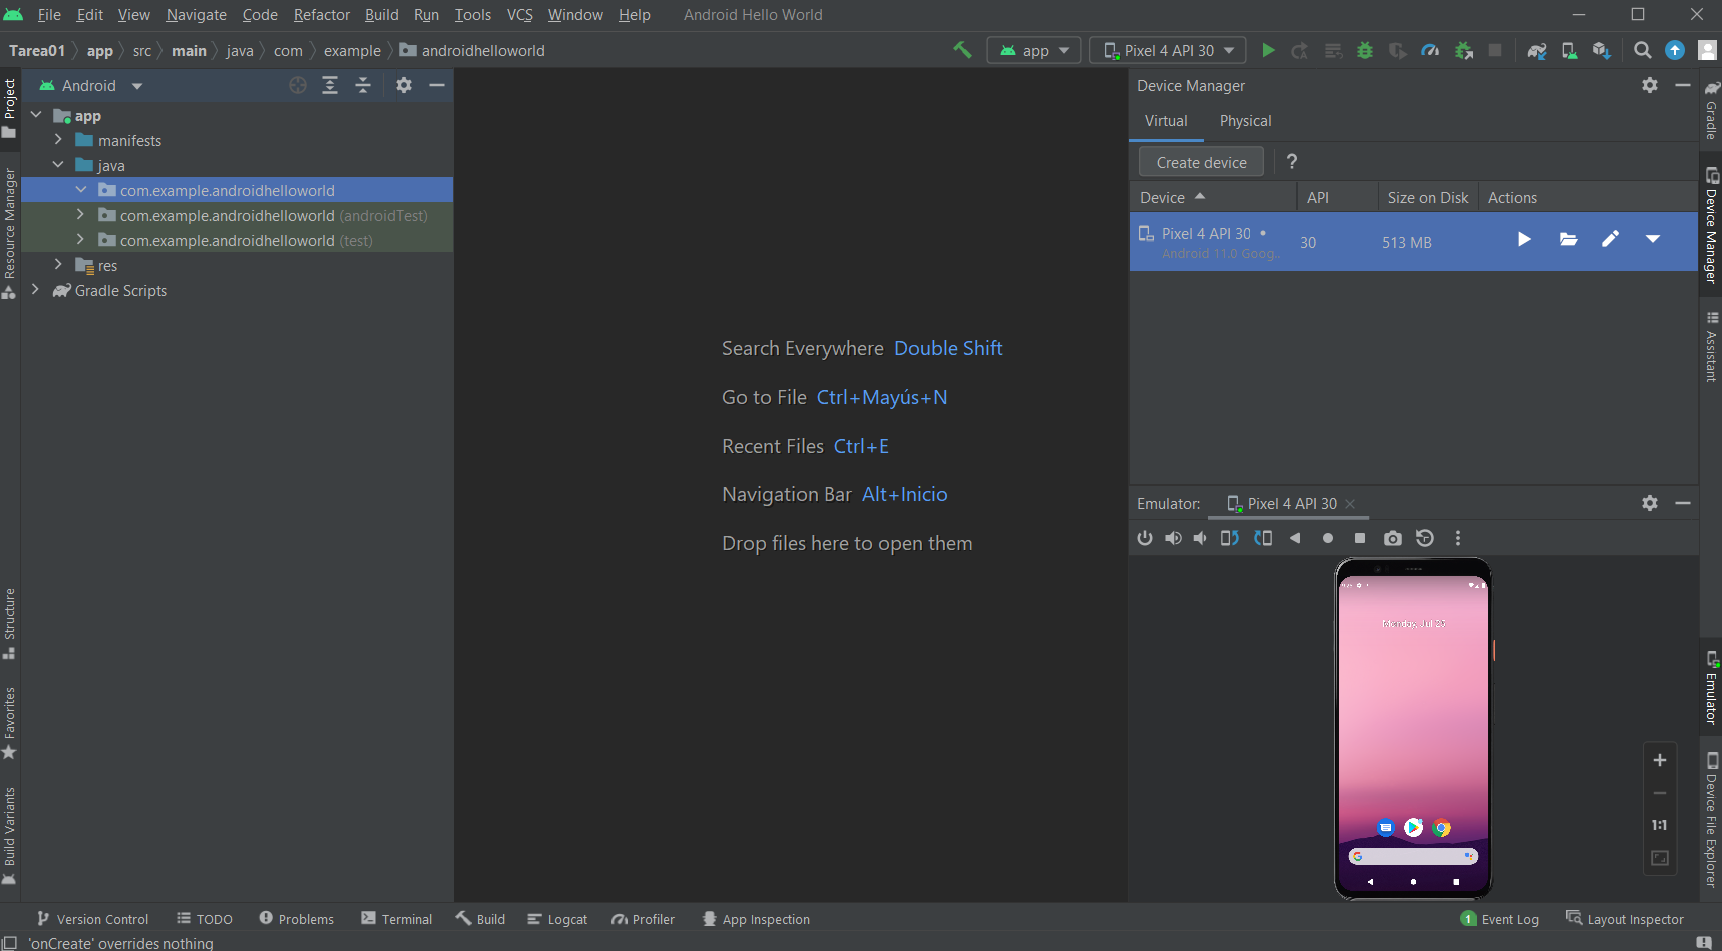 File Edit View Navigate Code Refactor Build Run Tools VCS Window Help Android Hello World
Tarea01 app src main java com example androidhelloworld
app
Pixel 4 API 30
Project
Resource Manager
Structure
Favorites
Build Variants
Android
app
manifests
java
com.example.androidhelloworld
com.example.androidhelloworld (androidTest)
com.example.androidhelloworld (test)
res
Gradle Scripts
Search Everywhere Double Shift
Go to File Ctrl+Mayús+N
Recent Files Ctrl+E
Navigation Bar Alt+Inicio
Drop files here to open them
Device Manager
Virtual Physical
Create device ?
Device API Size on Disk Actions
Pixel 4 API 30 • 30 513 MB
Android 11.0 Goog...
Emulator: Pixel 4 API 30
Monday, Jul 25
1:1
Gradle
Device Manager
Assistant
Emulator
Device File Explorer
Version Control TODO Problems Terminal Build Logcat Profiler App Inspection 1 Event Log Layout Inspector
'onCreate' overrides nothing